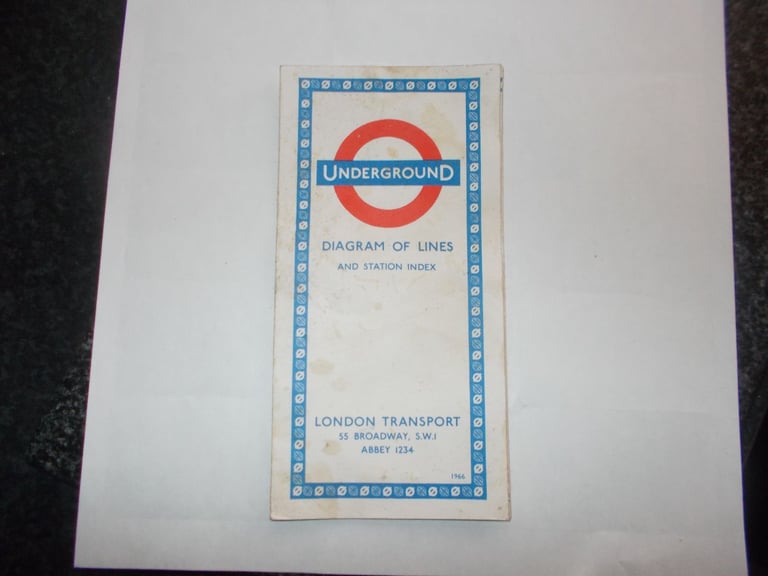 UNDERGROUND
DIAGRAM OF LINES
AND STATION INDEX
LONDON TRANSPORT
55 BROADWAY, S.W.1
ABBEY 1234
1966